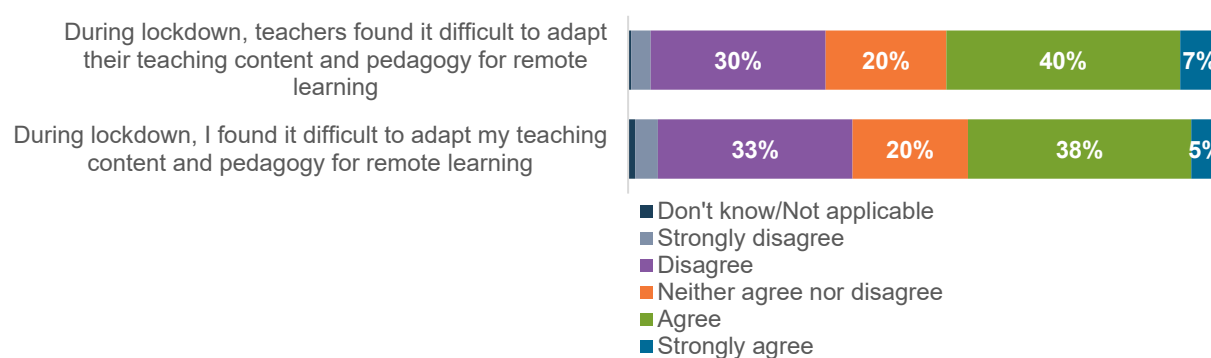 During lockdown, teachers found it difficult to adapt
their teaching content and pedagogy for remote
learning
30% 20% 40% 7%
During lockdown, I found it difficult to adapt my teaching
content and pedagogy for remote learning
33% 20% 38% 5%
Don't know/Not applicable
Strongly disagree
Disagree
Neither agree nor disagree
Agree
Strongly agree